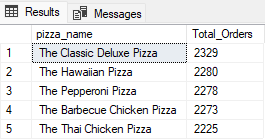 Results Messages
pizza_name Total_Orders
1 The Classic Deluxe Pizza 2329
2 The Hawaiian Pizza 2280
3 The Pepperoni Pizza 2278
4 The Barbecue Chicken Pizza 2273
5 The Thai Chicken Pizza 2225